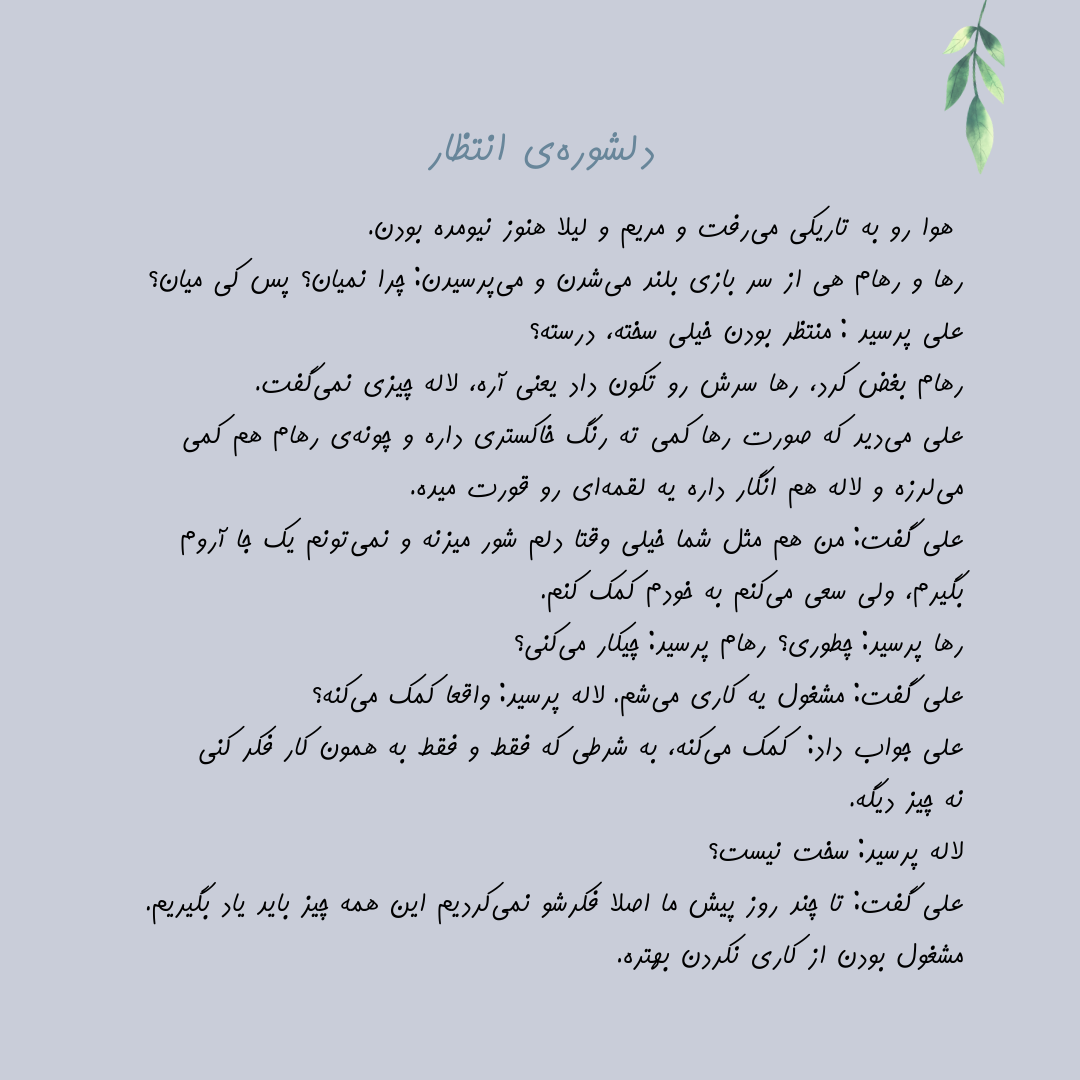 دلشوره‌ی انتظار
هوا رو به تاریکی می‌رفت و مریم و لیلا هنوز نیومده بودن.
رها و رهام هی از سر بازی بلند می‌شدن و می‌پرسیدن: چرا نمیان؟ پس کی میان؟
علی پرسید : منتظر بودن خیلی سخته، درسته؟
رهام بغض کرد، رها سرش رو تکون داد یعنی آره، لاله چیزی نمی‌گفت.
علی می‌دید که صورت رها کمی ته رنگ خاکستری داره و چونه‌ی رهام هم کمی
می‌لرزه و لاله هم انگار داره یه لقمه‌ای رو قورت میده.
علی گفت: من هم مثل شما خیلی وقتا دلم شور میزنه و نمی‌تونم یک جا آروم
بگیرم، ولی سعی می‌کنم به خودم کمک کنم.
رها پرسید: چطوری؟ رهام پرسید: چیکار می‌کنی؟
علی گفت: مشغول یه کاری می‌شم. لاله پرسید: واقعا کمک می‌کنه؟
علی جواب داد: کمک می‌کنه، به شرطی که فقط و فقط به همون کار فکر کنی
نه چیز دیگه.
لاله پرسید: سخت نیست؟
علی گفت: تا چند روز پیش ما اصلا فکرشو نمی‌کردیم این همه چیز باید یاد بگیریم.
مشغول بودن از کاری نکردن بهتره.